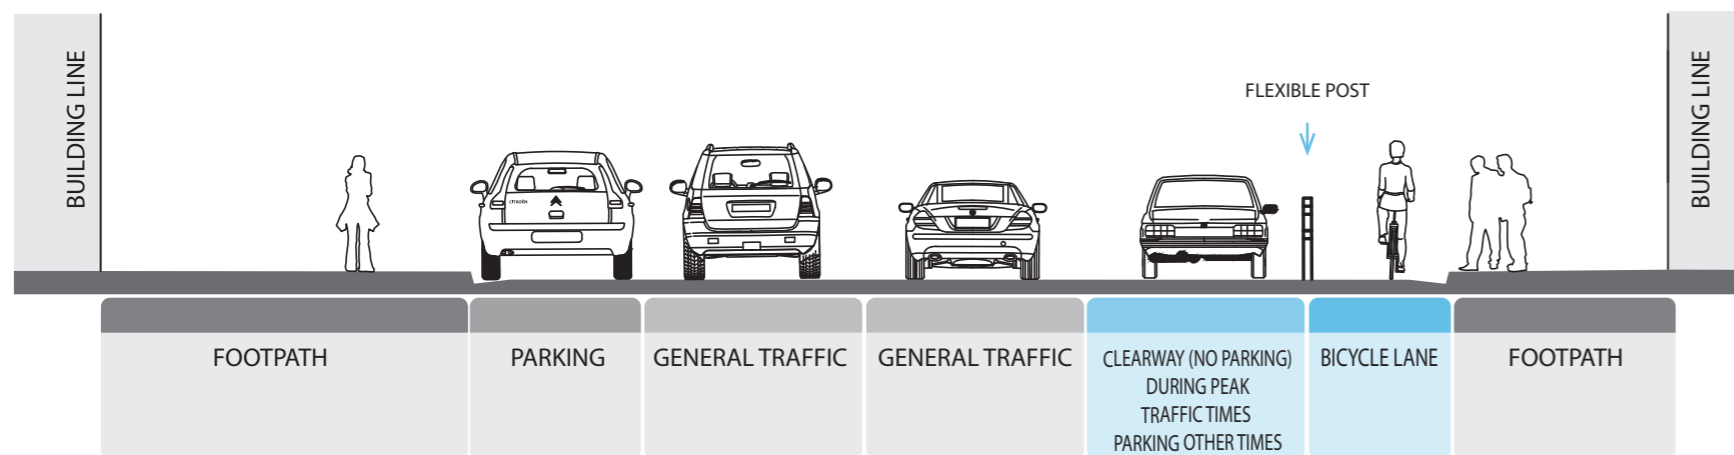 BUILDING LINE
FLEXIBLE POST
BUILDING LINE
CITROËN
FOOTPATH
PARKING
GENERAL TRAFFIC
GENERAL TRAFFIC
CLEARWAY (NO PARKING)
DURING PEAK
TRAFFIC TIMES
PARKING OTHER TIMES
BICYCLE LANE
FOOTPATH